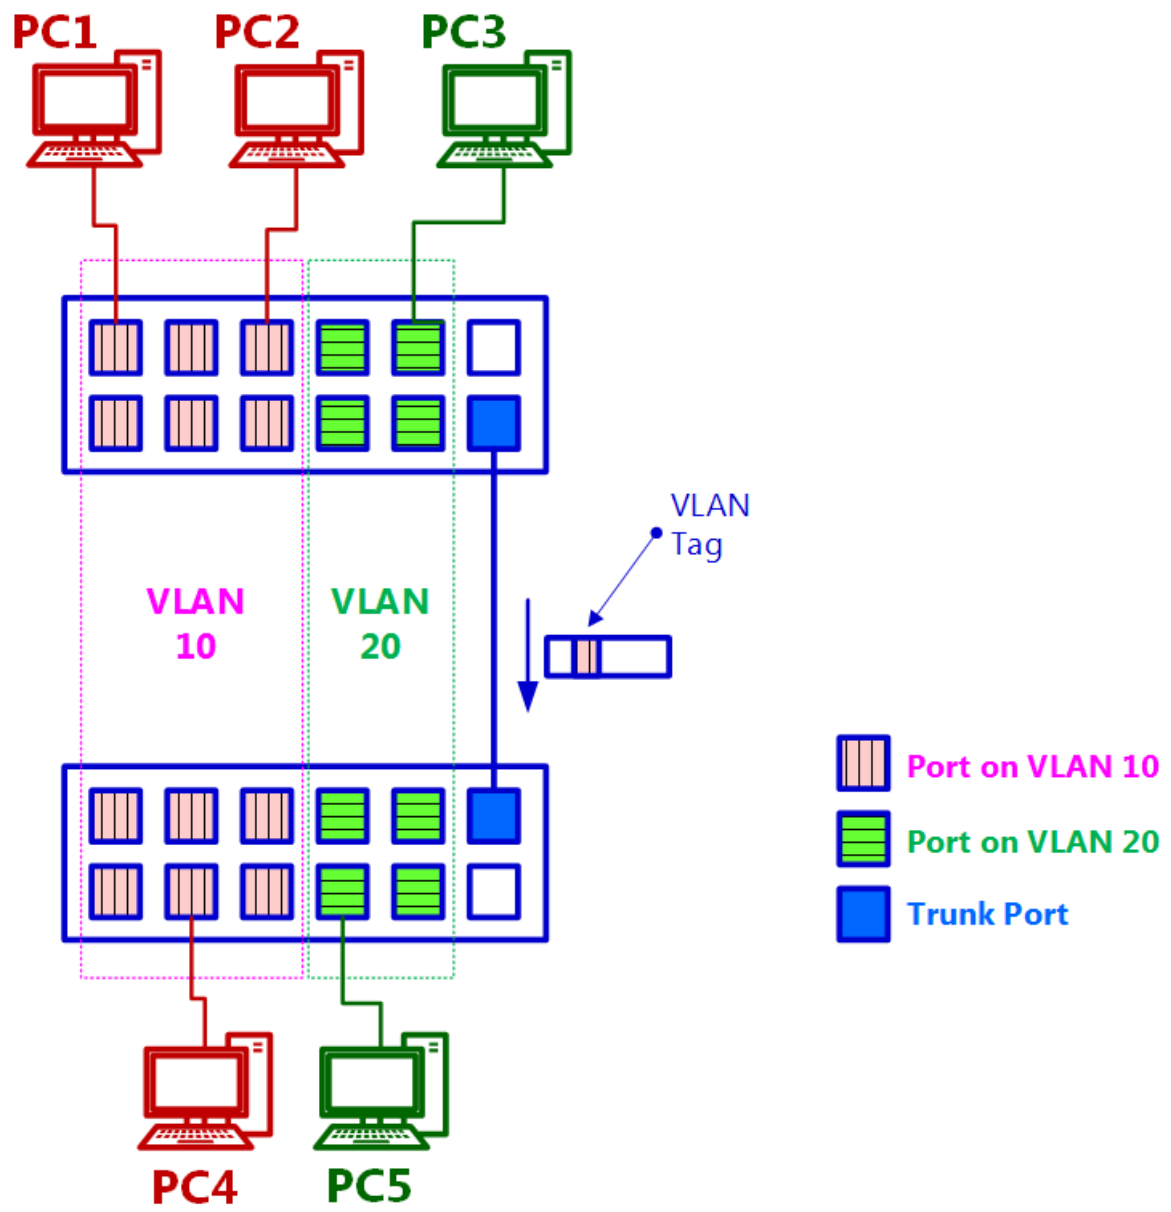 PC1
PC2
PC3
VLAN
Tag
VLAN
10
VLAN
20
Port on VLAN 10
Port on VLAN 20
Trunk Port
PC4
PC5